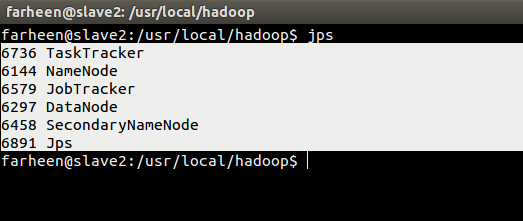 farheen@slave2: /usr/local/hadoop
farheen@slave2:/usr/local/hadoop$ jps
6736 TaskTracker
6144 NameNode
6579 JobTracker
6297 DataNode
6458 SecondaryNameNode
6891 Jps
farheen@slave2:/usr/local/hadoop$